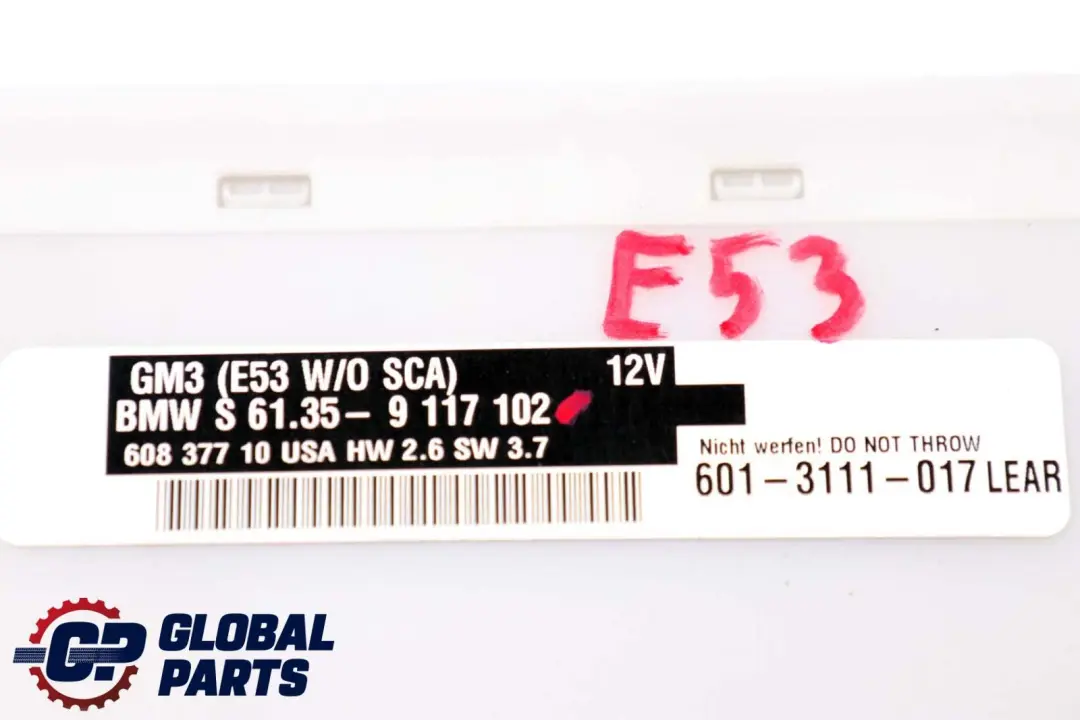 E53
GM3 (E53 W/O SCA) 12V
BMW S 61.35- 9 117 102
608 377 10 USA HW 2.6 SW 3.7
Nicht werfen! DO NOT THROW
601-3111-017 LEAR
GP GLOBAL
PARTS